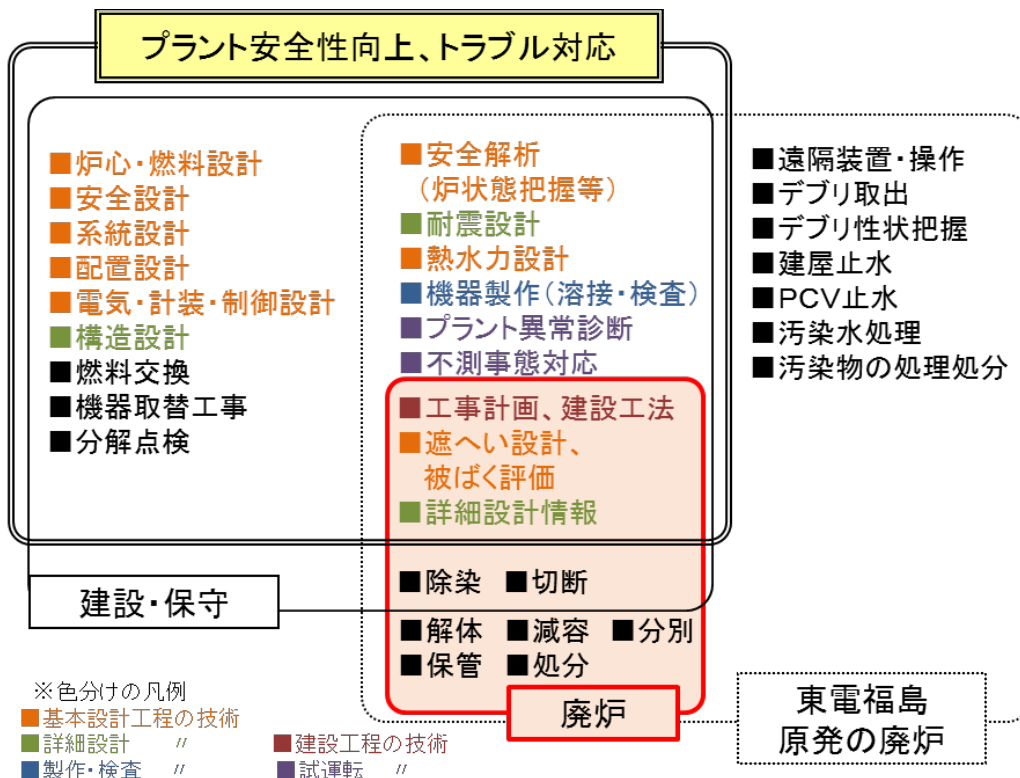 プラント安全性向上、トラブル対応
■炉心・燃料設計
■安全設計
■系統設計
■配置設計
■電気・計装・制御設計
■構造設計
■燃料交換
■機器取替工事
■分解点検
■安全解析
（炉状態把握等）
■耐震設計
■熱水力設計
■機器製作（溶接・検査）
■プラント異常診断
■不測事態対応
■工事計画、建設工法
■遮へい設計、
被ばく評価
■詳細設計情報
■除染 ■切断
■解体 ■減容 ■分別
■保管 ■処分
■遠隔装置・操作
■デブリ取出
■デブリ性状把握
■建屋止水
■PCV止水
■汚染水処理
■汚染物の処理処分
建設・保守
廃炉
東電福島
原発の廃炉
※色分けの凡例
■基本設計工程の技術
■詳細設計 〃 ■建設工程の技術
■製作・検査 〃 ■試運転 〃